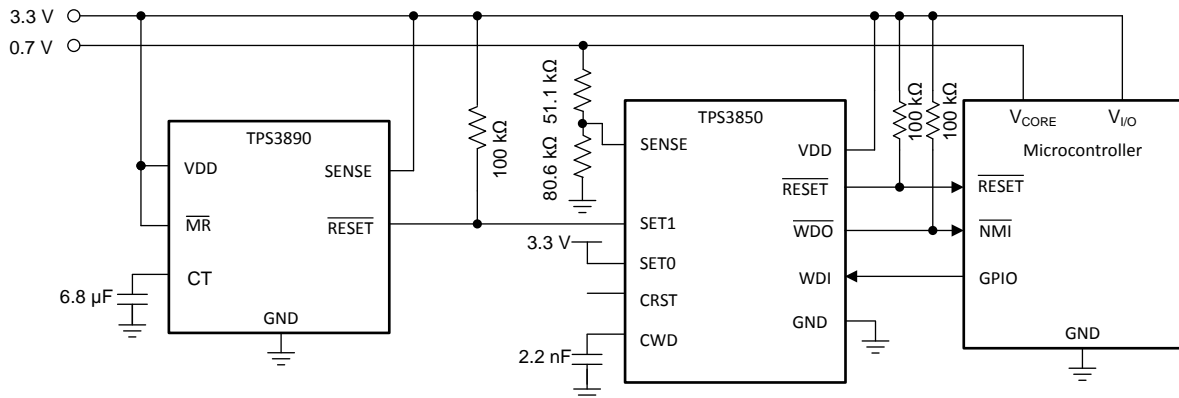 3.3 V
0.7 V
TPS3890
VDD
SENSE
MR
RESET
CT
6.8 µF
GND
100 kΩ
51.1 kΩ
80.6 kΩ
TPS3850
SENSE
VDD
RESET
SET1
WDO
3.3 V
SET0
WDI
CRST
GND
CWD
2.2 nF
100 kΩ
100 kΩ
VCORE
VI/O
Microcontroller
RESET
NMI
GPIO
GND